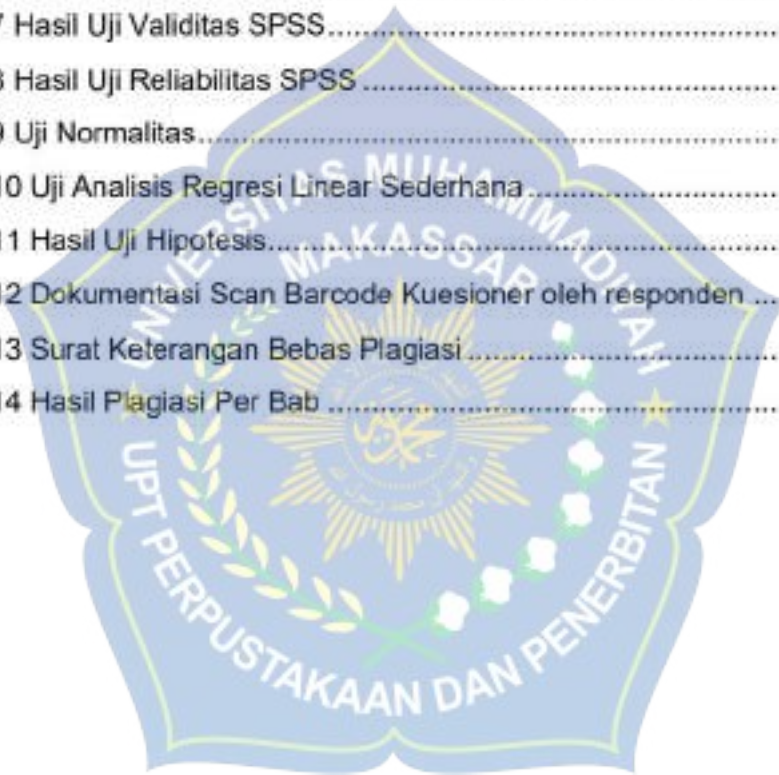 7 Hasil Uji Validitas SPSS
8 Hasil Uji Reliabilitas SPSS
9 Uji Normalitas
10 Uji Analisis Regresi Linear Sederhana
11 Hasil Uji Hipotesis
12 Dokumentasi Scan Barcode Kuesioner oleh responden
13 Surat Keterangan Bebas Plagiasi
14 Hasil Plagiasi Per Bab
UNIVERSITAS MUHAMMADIYAH
MAKASSAR
UPT PERPUSTAKAAN DAN PENERBITAN